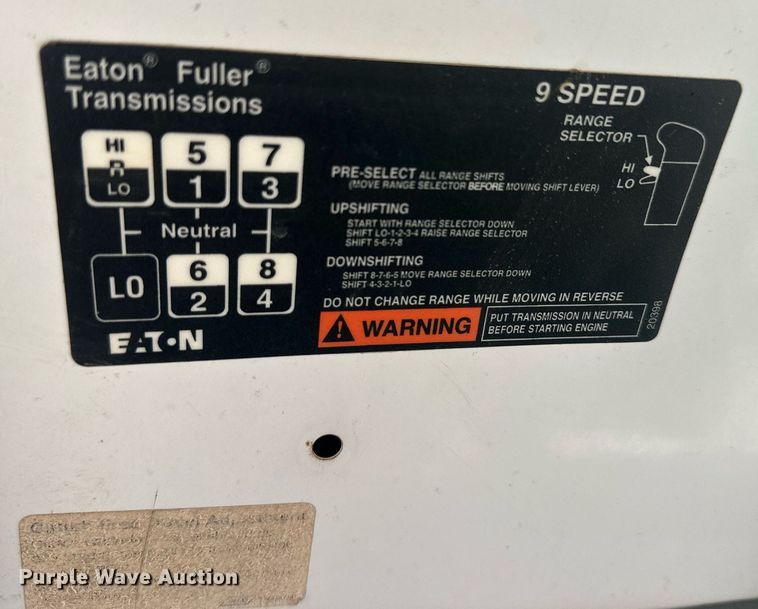 Eaton® Fuller®
Transmissions
9 SPEED
RANGE
SELECTOR
HI
LO
HI
R
LO
5
1
7
3
Neutral
LO
6
2
8
4
EATON
PRE-SELECT ALL RANGE SHIFTS
(MOVE RANGE SELECTOR BEFORE MOVING SHIFT LEVER)
UPSHIFTING
START WITH RANGE SELECTOR DOWN
SHIFT LO-1-2-3-4 RAISE RANGE SELECTOR
SHIFT 5-6-7-8
DOWNSHIFTING
SHIFT 8-7-6-5 MOVE RANGE SELECTOR DOWN
SHIFT 4-3-2-1-LO
DO NOT CHANGE RANGE WHILE MOVING IN REVERSE
WARNING
PUT TRANSMISSION IN NEUTRAL
BEFORE STARTING ENGINE
20398
Purple Wave Auction